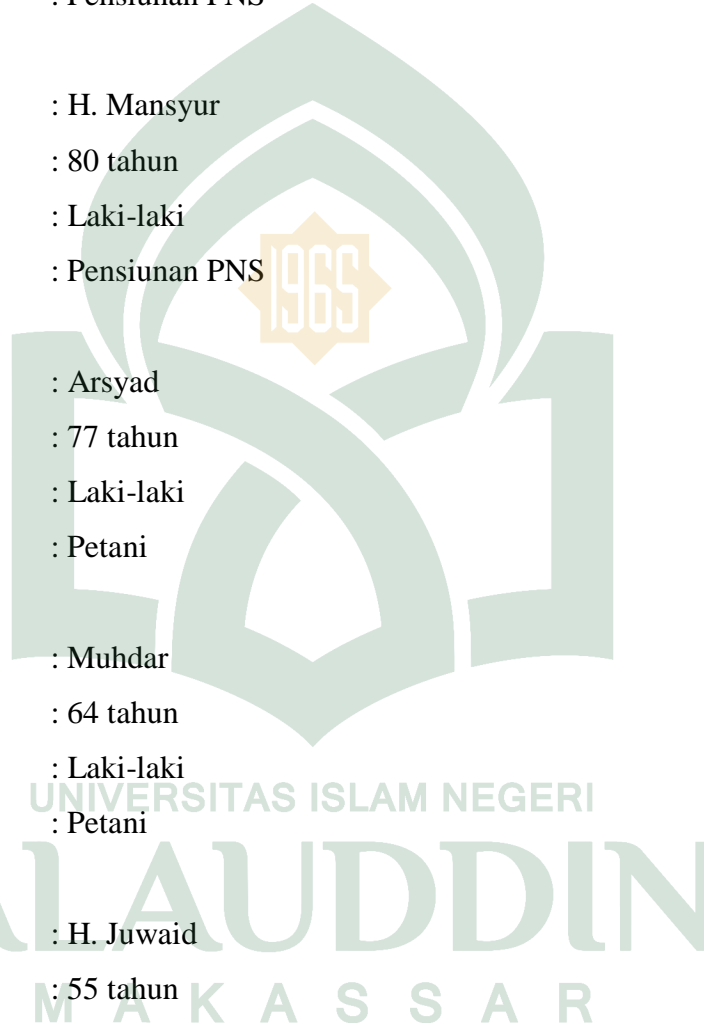 : Pensiunan PNS
: H. Mansyur
: 80 tahun
: Laki-laki
: Pensiunan PNS
1965
: Arsyad
: 77 tahun
: Laki-laki
: Petani
: Muhdar
: 64 tahun
: Laki-laki
UNIVERSITAS ISLAM NEGERI
: Petani
ALAUDDIN
: H. Juwaid
: 55 tahun
MAKASSAR